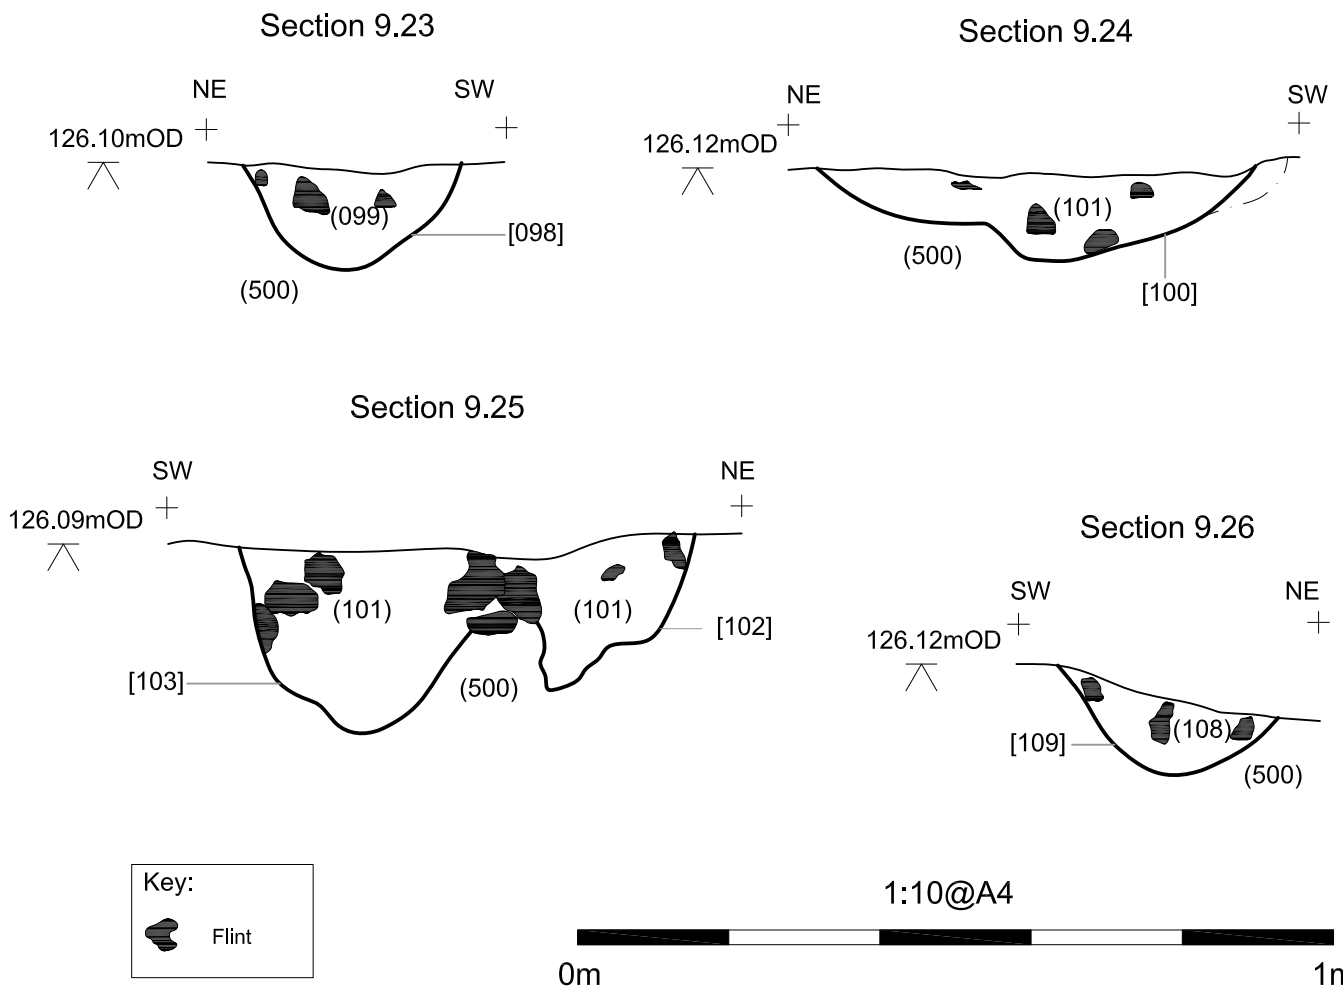 Section 9.23
NE
SW
126.10mOD
(099)
[098]
(500)
Section 9.24
NE
SW
126.12mOD
(101)
(500)
[100]
Section 9.25
SW
NE
126.09mOD
(101)
(101)
[102]
[103]
(500)
Section 9.26
SW
NE
126.12mOD
(108)
[109]
(500)
Key:
Flint
1:10@A4
0m
1m